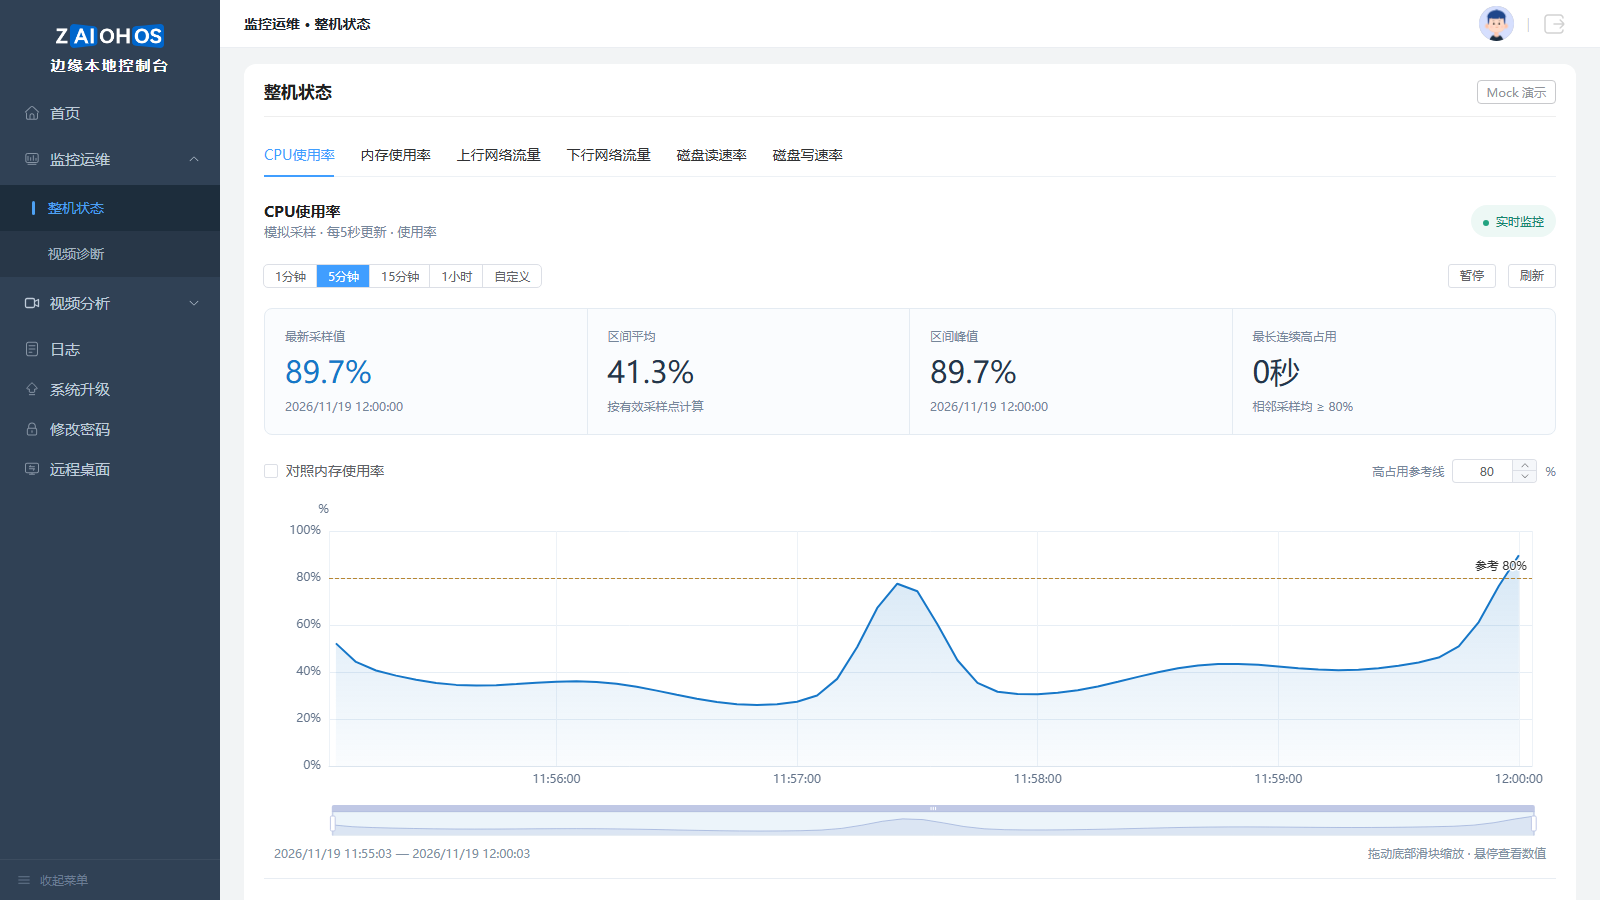 ZAIOHOS
边缘本地控制台
首页
监控运维
整机状态
视频诊断
视频分析
日志
系统升级
修改密码
远程桌面
收起菜单
监控运维 • 整机状态
整机状态
Mock 演示
CPU使用率 内存使用率 上行网络流量 下行网络流量 磁盘读速率 磁盘写速率
CPU使用率
模拟采样 · 每5秒更新 · 使用率
实时监控
1分钟 5分钟 15分钟 1小时 自定义
暂停 刷新
最新采样值
89.7%
2026/11/19 12:00:00
区间平均
41.3%
按有效采样点计算
区间峰值
89.7%
2026/11/19 12:00:00
最长连续高占用
0秒
相邻采样均 ≥ 80%
对照内存使用率
高占用参考线 80 %
%
100%
80%
60%
40%
20%
0%
参考 80%
11:56:00 11:57:00 11:58:00 11:59:00 12:00:00
2026/11/19 11:55:03 — 2026/11/19 12:00:03
拖动底部滑块缩放 · 悬停查看数值